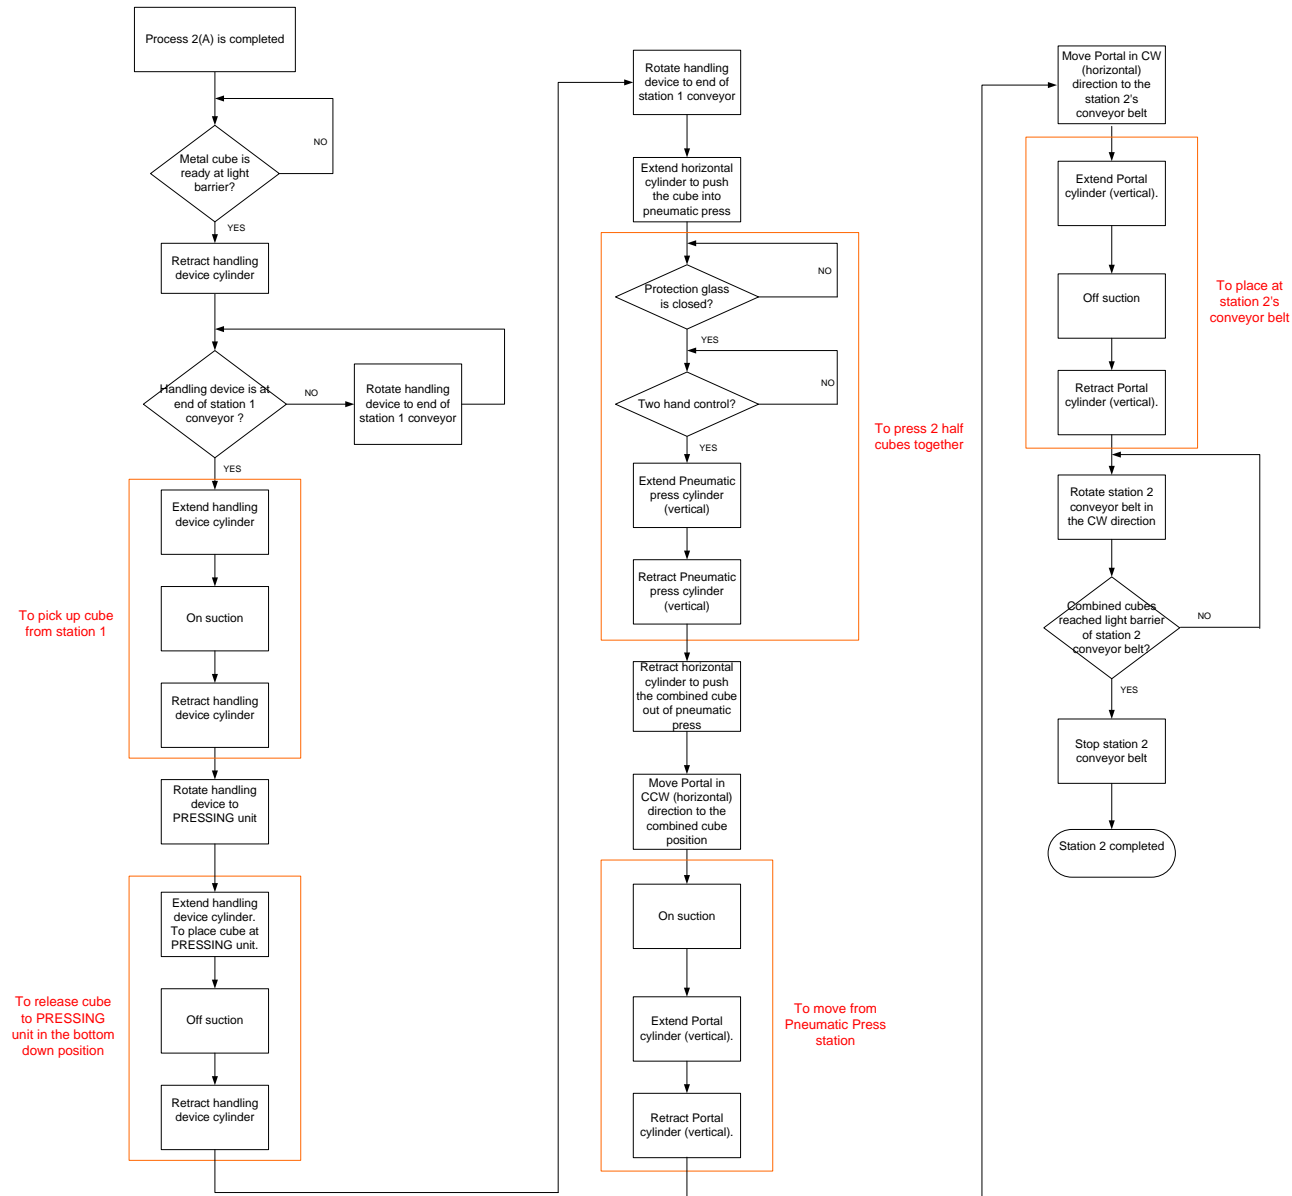 Process 2(A) is completed
NO
Metal cube is
ready at light
barrier?
YES
Retract handling
device cylinder
Handling device is at
end of station 1
conveyor ?
NO
Rotate handling
device to end of
station 1 conveyor
YES
Extend handling
device cylinder
To pick up cube
from station 1
On suction
Retract handling
device cylinder
Rotate handling
device to
PRESSING unit
Extend handling
device cylinder.
To place cube at
PRESSING unit.
To release cube
to PRESSING
unit in the bottom
down position
Off suction
Retract handling
device cylinder
Rotate handling
device to end of
station 1 conveyor
Extend horizontal
cylinder to push
the cube into
pneumatic press
NO
Protection glass
is closed?
YES
NO
Two hand control?
YES
To press 2 half
cubes together
Extend Pneumatic
press cylinder
(vertical)
Retract Pneumatic
press cylinder
(vertical)
Retract horizontal
cylinder to push
the combined cube
out of pneumatic
press
Move Portal in
CCW (horizontal)
direction to the
combined cube
position
On suction
To move from
Pneumatic Press
station
Extend Portal
cylinder (vertical).
Retract Portal
cylinder (vertical).
Move Portal in CW
(horizontal)
direction to the
station 2's
conveyor belt
Extend Portal
cylinder (vertical).
Off suction
To place at
station 2's
conveyor belt
Retract Portal
cylinder (vertical).
Rotate station 2
conveyor belt in
the CW direction
Combined cubes
reached light barrier
of station 2
conveyor belt?
NO
YES
Stop station 2
conveyor belt
Station 2 completed